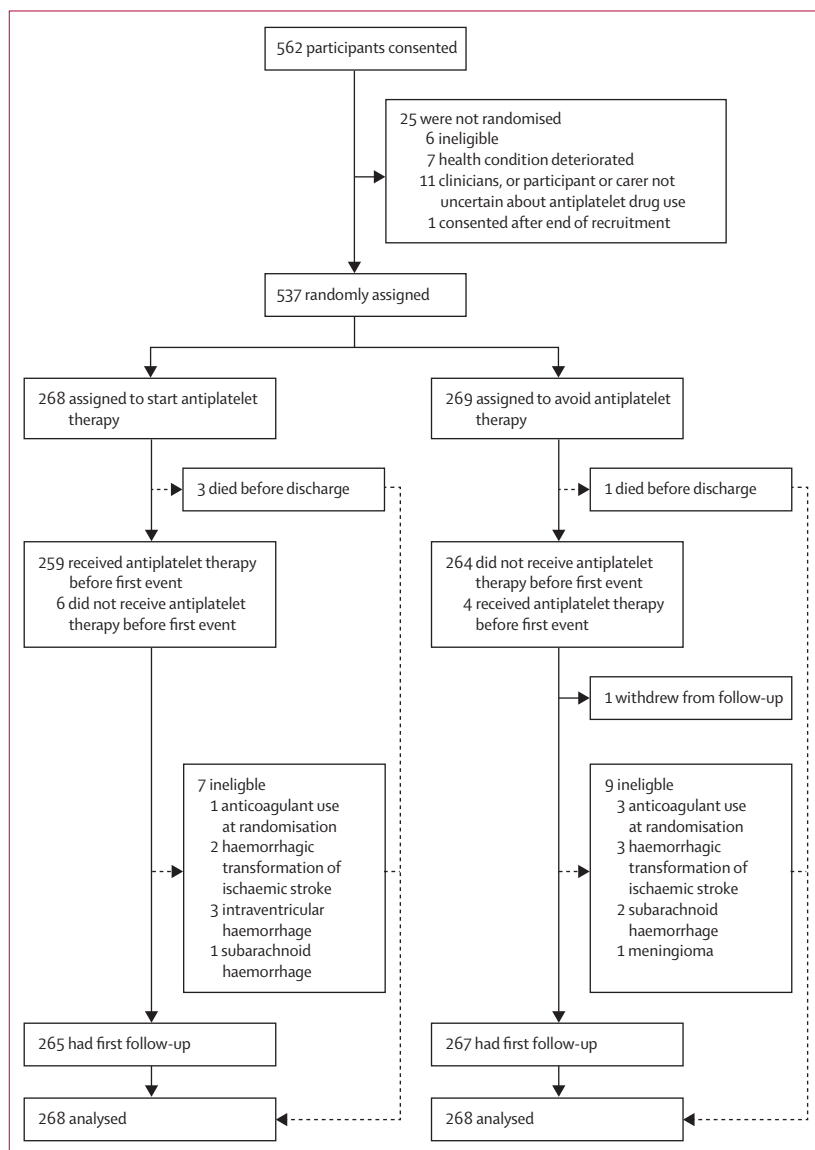 562 participants consented
25 were not randomised
6 ineligible
7 health condition deteriorated
11 clinicians, or participant or carer not
uncertain about antiplatelet drug use
1 consented after end of recruitment
537 randomly assigned
268 assigned to start antiplatelet
therapy
269 assigned to avoid antiplatelet
therapy
3 died before discharge
1 died before discharge
259 received antiplatelet therapy
before first event
6 did not receive antiplatelet
therapy before first event
264 did not receive antiplatelet
therapy before first event
4 received antiplatelet therapy
before first event
1 withdrew from follow-up
7 ineligble
1 anticoagulant use
at randomisation
2 haemorrhagic
transformation of
ischaemic stroke
3 intraventricular
haemorrhage
1 subarachnoid
haemorrhage
9 ineligble
3 anticoagulant use
at randomisation
3 haemorrhagic
transformation of
ischaemic stroke
2 subarachnoid
haemorrhage
1 meningioma
265 had first follow-up
267 had first follow-up
268 analysed
268 analysed